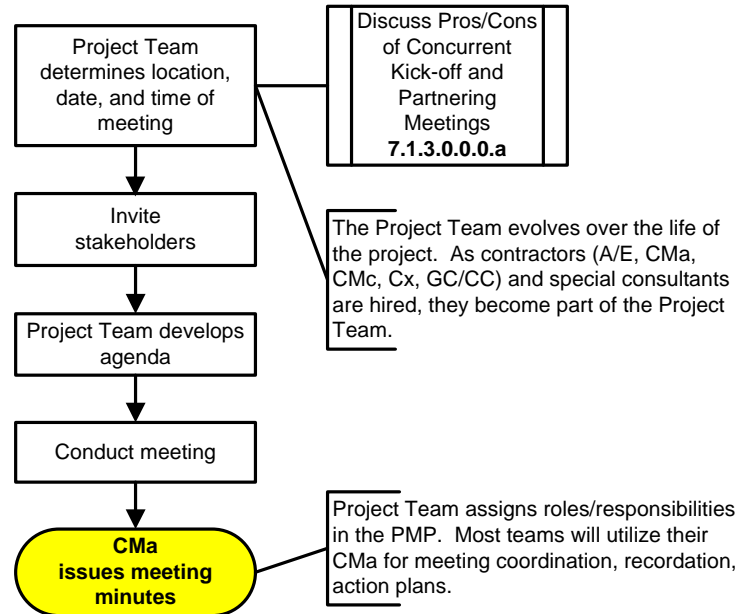 Project Team
determines location,
date, and time of
meeting
Discuss Pros/Cons
of Concurrent
Kick-off and
Partnering
Meetings
7.1.3.0.0.0.a
Invite
stakeholders
The Project Team evolves over the life of
the project. As contractors (A/E, CMa,
CMc, Cx, GC/CC) and special consultants
are hired, they become part of the Project
Team.
Project Team develops
agenda
Conduct meeting
CMa
issues meeting
minutes
Project Team assigns roles/responsibilities
in the PMP. Most teams will utilize their
CMa for meeting coordination, recordation,
action plans.